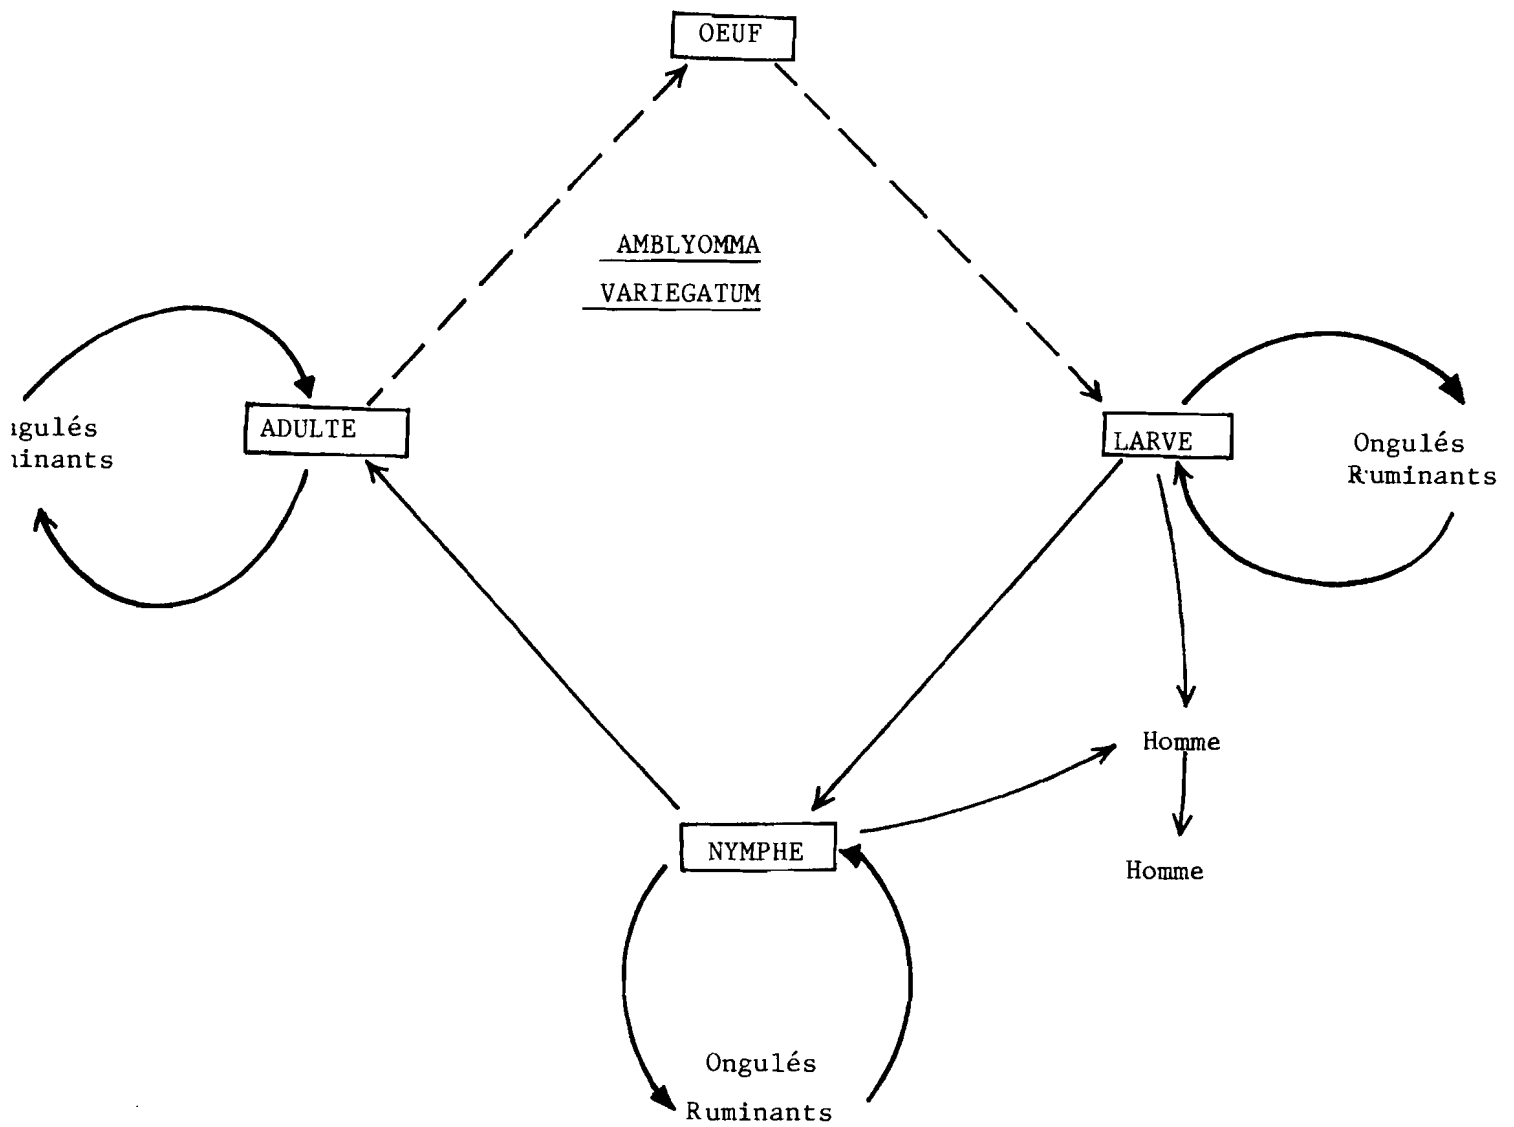 OEUF
AMBLYOMMA
VARIEGATUM
ADULTE
LARVE
Ongulés
Ruminants
Homme
NYMPHE
Homme
Ongulés
Ruminants